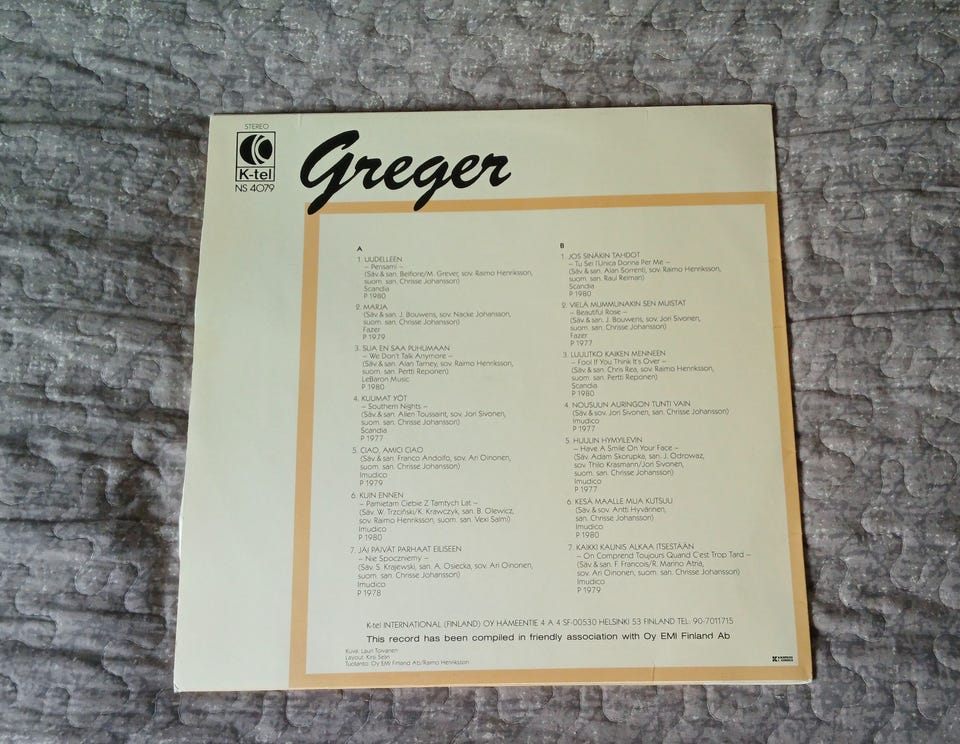 STEREO
K-tel
NS 4079
Greger
A
1. UUDELLEEN
– Pensami –
(Säv.& san. Belfiore/M. Grever, sov. Raimo Henriksson,
suom. san. Chrisse Johansson)
Scandia
P 1980
2. MARJA
(Säv.& san. J. Bouwens, sov. Nacke Johansson,
suom. san. Chrisse Johansson)
Fazer
P 1979
3. SUA EN SAA PUHUMAAN
– We Don't Talk Anymore –
(Säv.& san. Alan Tarney, sov. Raimo Henriksson,
suom. san. Pertti Reponen)
LeBaron Music
P 1980
4. KUUMAT YÖT
– Southern Nights –
(Säv.& san. Allen Toussaint, sov. Jori Sivonen,
suom. san. Chrisse Johansson)
Scandia
P 1977
5. CIAO, AMICI CIAO
(Säv.& san. Franco Andolfo, sov. Ari Oinonen,
suom. san. Chrisse Johansson)
Imudico
P 1979
6. KUIN ENNEN
– Pamietam Ciebie Z Tamtych Lat –
(Säv. W. Trzciński/K. Krawczyk, san. B. Olewicz,
sov. Raimo Henriksson, suom. san. Vexi Salmi)
Imudico
P 1980
7. JÄI PÄIVÄT PARHAAT EILISEEN
– Nie Spoczniemy –
(Säv. S. Krajewski, san. A. Osiecka, sov. Ari Oinonen,
suom. san. Chrisse Johansson)
Imudico
P 1978
B
1. JOS SINÄKIN TAHDOT
– Tu Sei l'Unica Donna Per Me –
(Säv.& san. Alan Sorrenti, sov. Raimo Henriksson,
suom. san. Raul Reiman)
Scandia
P 1980
2. VIELÄ MUMMUNAKIN SEN MUISTAT
– Beautiful Rose –
(Säv.& san. J. Bouwens, sov. Jori Sivonen,
suom. san. Chrisse Johansson)
Fazer
P 1977
3. LUULITKO KAIKEN MENNEEN
– Fool If You Think It's Over –
(Säv.& san. Chris Rea, sov. Raimo Henriksson,
suom. san. Pertti Reponen)
Scandia
P 1980
4. NOUSUUN AURINGON TUNTI VAIN
(Säv.& sov. Jori Sivonen, san. Chrisse Johansson)
Imudico
P 1977
5. HUULIN HYMYILEVIN
– Have A Smile On Your Face –
(Säv. Adam Skorupka, san. J. Odrowaz,
sov. Thilo Krasmann/Jori Sivonen,
suom. san. Chrisse Johansson)
Imudico
P 1977
6. KESÄ MAALLE MUA KUTSUU
(Säv.& sov. Antti Hyvärinen,
san. Chrisse Johansson)
Imudico
P 1980
7. KAIKKI KAUNIS ALKAA ITSESTÄÄN
– On Comprend Toujours Quand C'est Trop Tard –
(Säv.& san. F. Francois/R. Marino Atria,
sov. Ari Oinonen, suom. san. Chrisse Johansson)
Imudico
P 1979
K-tel INTERNATIONAL (FINLAND) OY HÄMEENTIE 4 A 4 SF-00530 HELSINKI 53 FINLAND TEL. 90-7011715
This record has been compiled in friendly association with Oy EMI Finland Ab
Kuva: Lauri Toivanen
Layout: Kirsi Selin
Tuotanto: Oy EMI Finland Ab/Raimo Henriksson